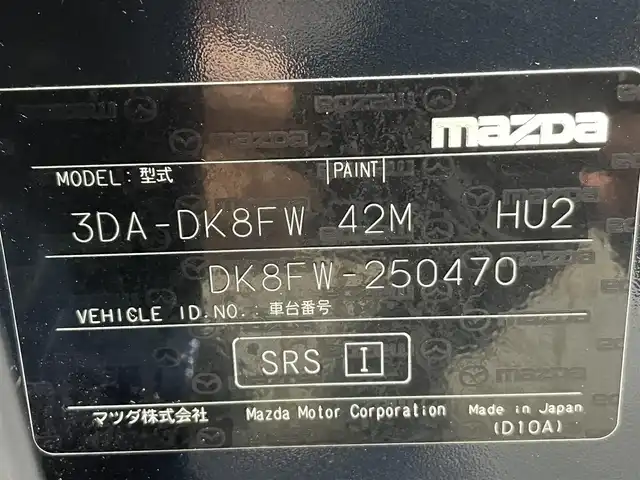 mazda
MODEL: 型式 PAINT
3DA-DK8FW 42M HU2
DK8FW-250470
VEHICLE ID.NO.: 車台番号
SRS I
マツダ株式会社 Mazda Motor Corporation Made in Japan
(D10A)